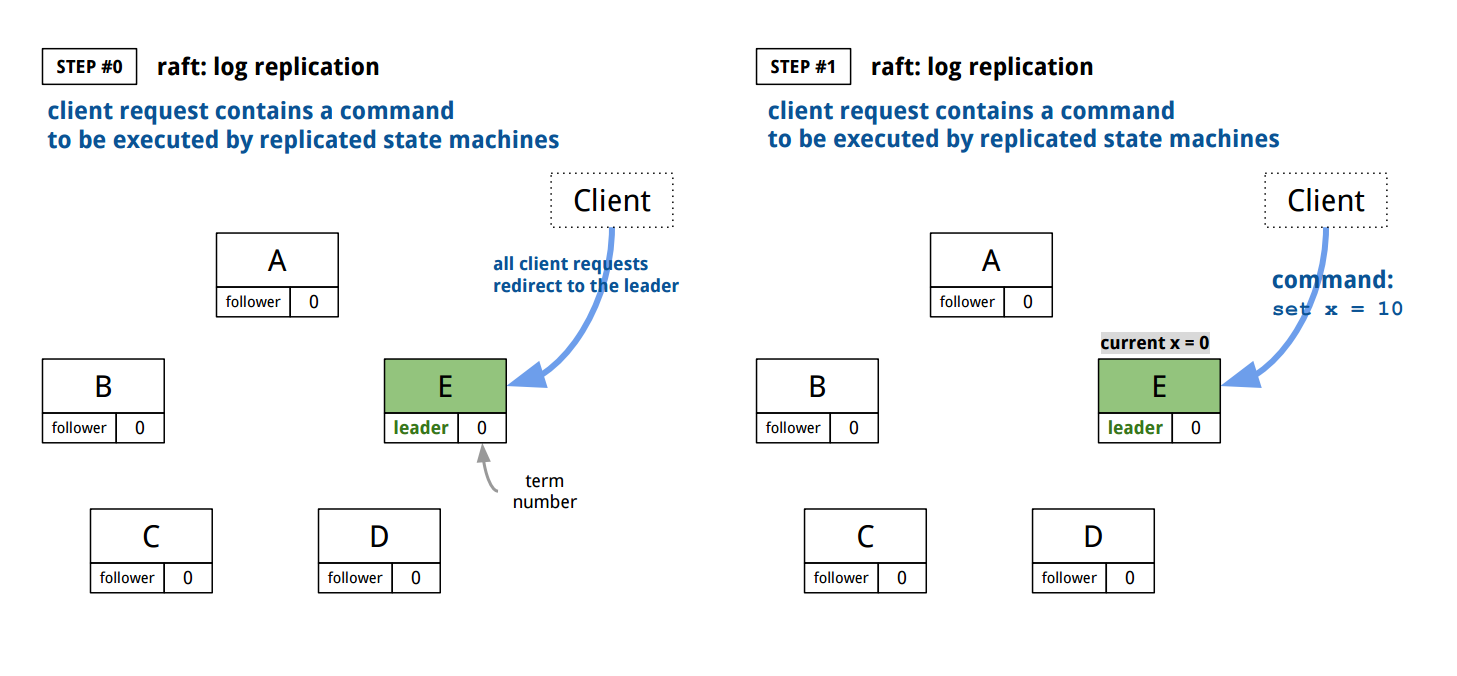 STEP #0
raft: log replication
client request contains a command
to be executed by replicated state machines
Client
all client requests
redirect to the leader
A
follower 0
B
follower 0
E
leader 0
term
number
C
follower 0
D
follower 0
STEP #1
raft: log replication
client request contains a command
to be executed by replicated state machines
Client
command:
set x = 10
A
follower 0
current x = 0
B
follower 0
E
leader 0
C
follower 0
D
follower 0